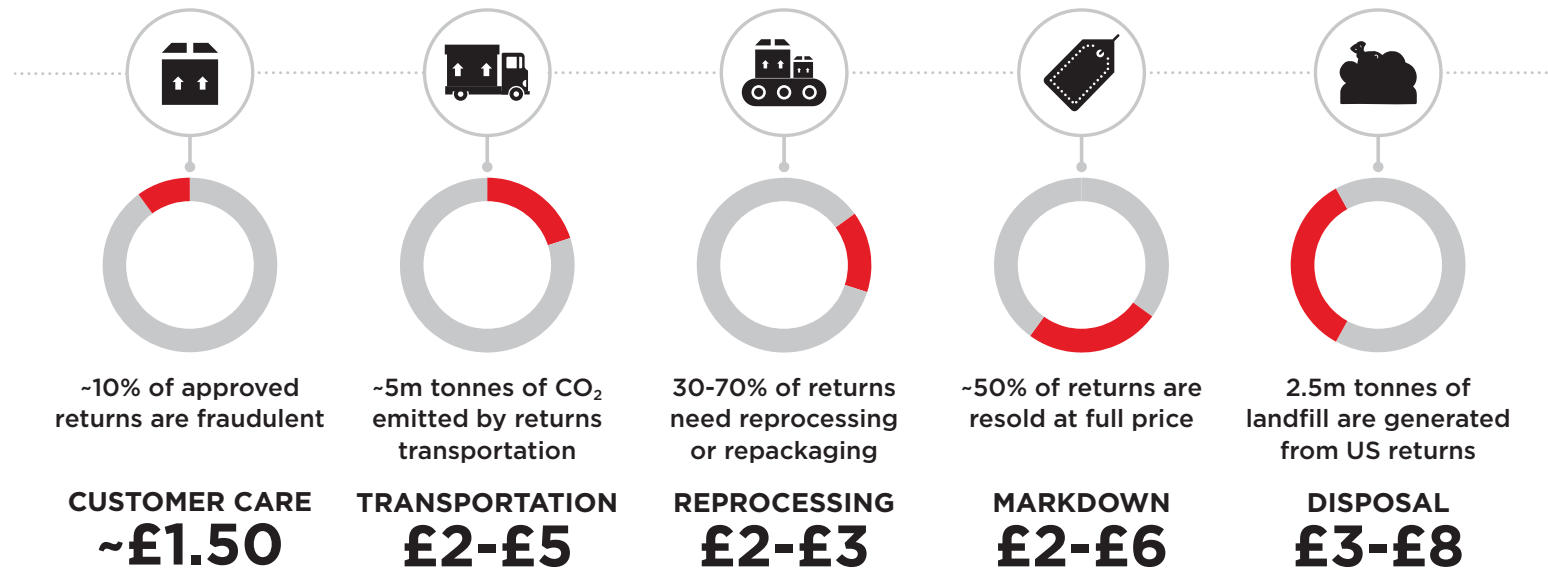 ~10% of approved
returns are fraudulent
CUSTOMER CARE
~£1.50
~5m tonnes of CO₂
emitted by returns
transportation
TRANSPORTATION
£2-£5
30-70% of returns
need reprocessing
or repackaging
REPROCESSING
£2-£3
~50% of returns are
resold at full price
MARKDOWN
£2-£6
2.5m tonnes of
landfill are generated
from US returns
DISPOSAL
£3-£8